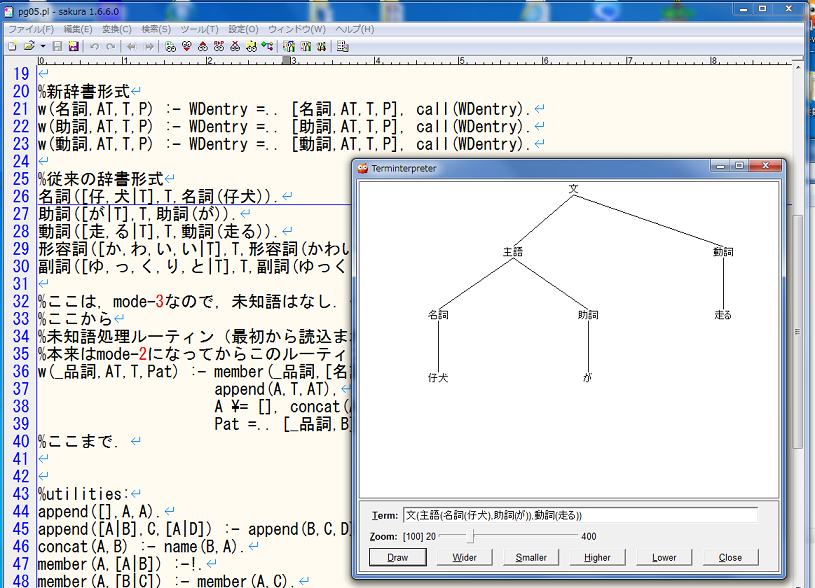 pg05.pl - sakura 1.6.6.0
ファイル(F) 編集(E) 変換(C) 検索(S) ツール(T) 設定(O) ウィンドウ(W) ヘルプ(H)
0 1 2 3 4 5 6 7 8
19
20 %新辞書形式
21 w(名詞,AT,T,P) :- WDentry =.. [名詞,AT,T,P], call(WDentry).
22 w(助詞,AT,T,P) :- WDentry =.. [助詞,AT,T,P], call(WDentry).
23 w(動詞,AT,T,P) :- WDentry =.. [動詞,AT,T,P], call(WDentry).
24
25 %従来の辞書形式
26 名詞([仔,犬|T],T,名詞(仔犬)).
27 助詞([が|T],T,助詞(が)).
28 動詞([走,る|T],T,動詞(走る)).
29 形容詞([か,わ,い,い|T],T,形容詞(かわい
30 副詞([ゆ,っ,く,り,と|T],T,副詞(ゆっく
31
32 %ここは, mode-3なので, 未知語はなし.
33 %ここから
34 %未知語処理ルーティン (最初から読込ま
35 %本来はmode-2になってからこのルーティ
36 w(_品詞,AT,T,Pat) :- member(_品詞,[名
37 append(A,T,AT),
38 A ¥= [], concat(A
39 Pat =.. [_品詞,B]
40 %ここまで.
41
42
43 %utilities:
44 append([],A,A).
45 append([A|B],C,[A|D]) :- append(B,C,D)
46 concat(A,B) :- name(B,A).
47 member(A,[A|B]) :-!.
48 member(A,[B|C]) :- member(A,C).
Terminterpreter
文
主語 動詞
名詞 助詞 走る
仔犬 が
Term: 文(主語(名詞(仔犬),助詞(が)),動詞(走る))
Zoom: [100] 20 400
Draw Wider Smaller Higher Lower Close